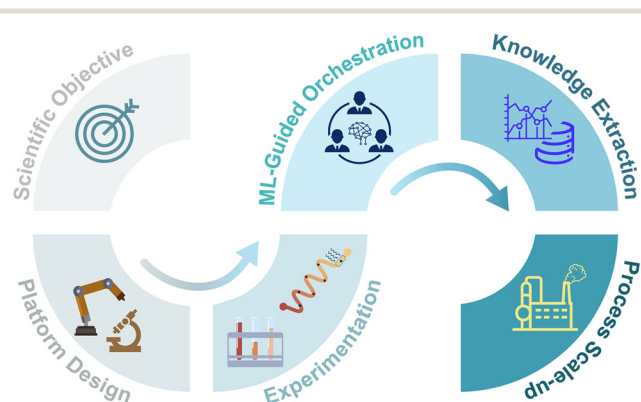 Scientific Objective
Platform Design
Experimentation
ML-Guided Orchestration
Knowledge Extraction
Process Scale-up